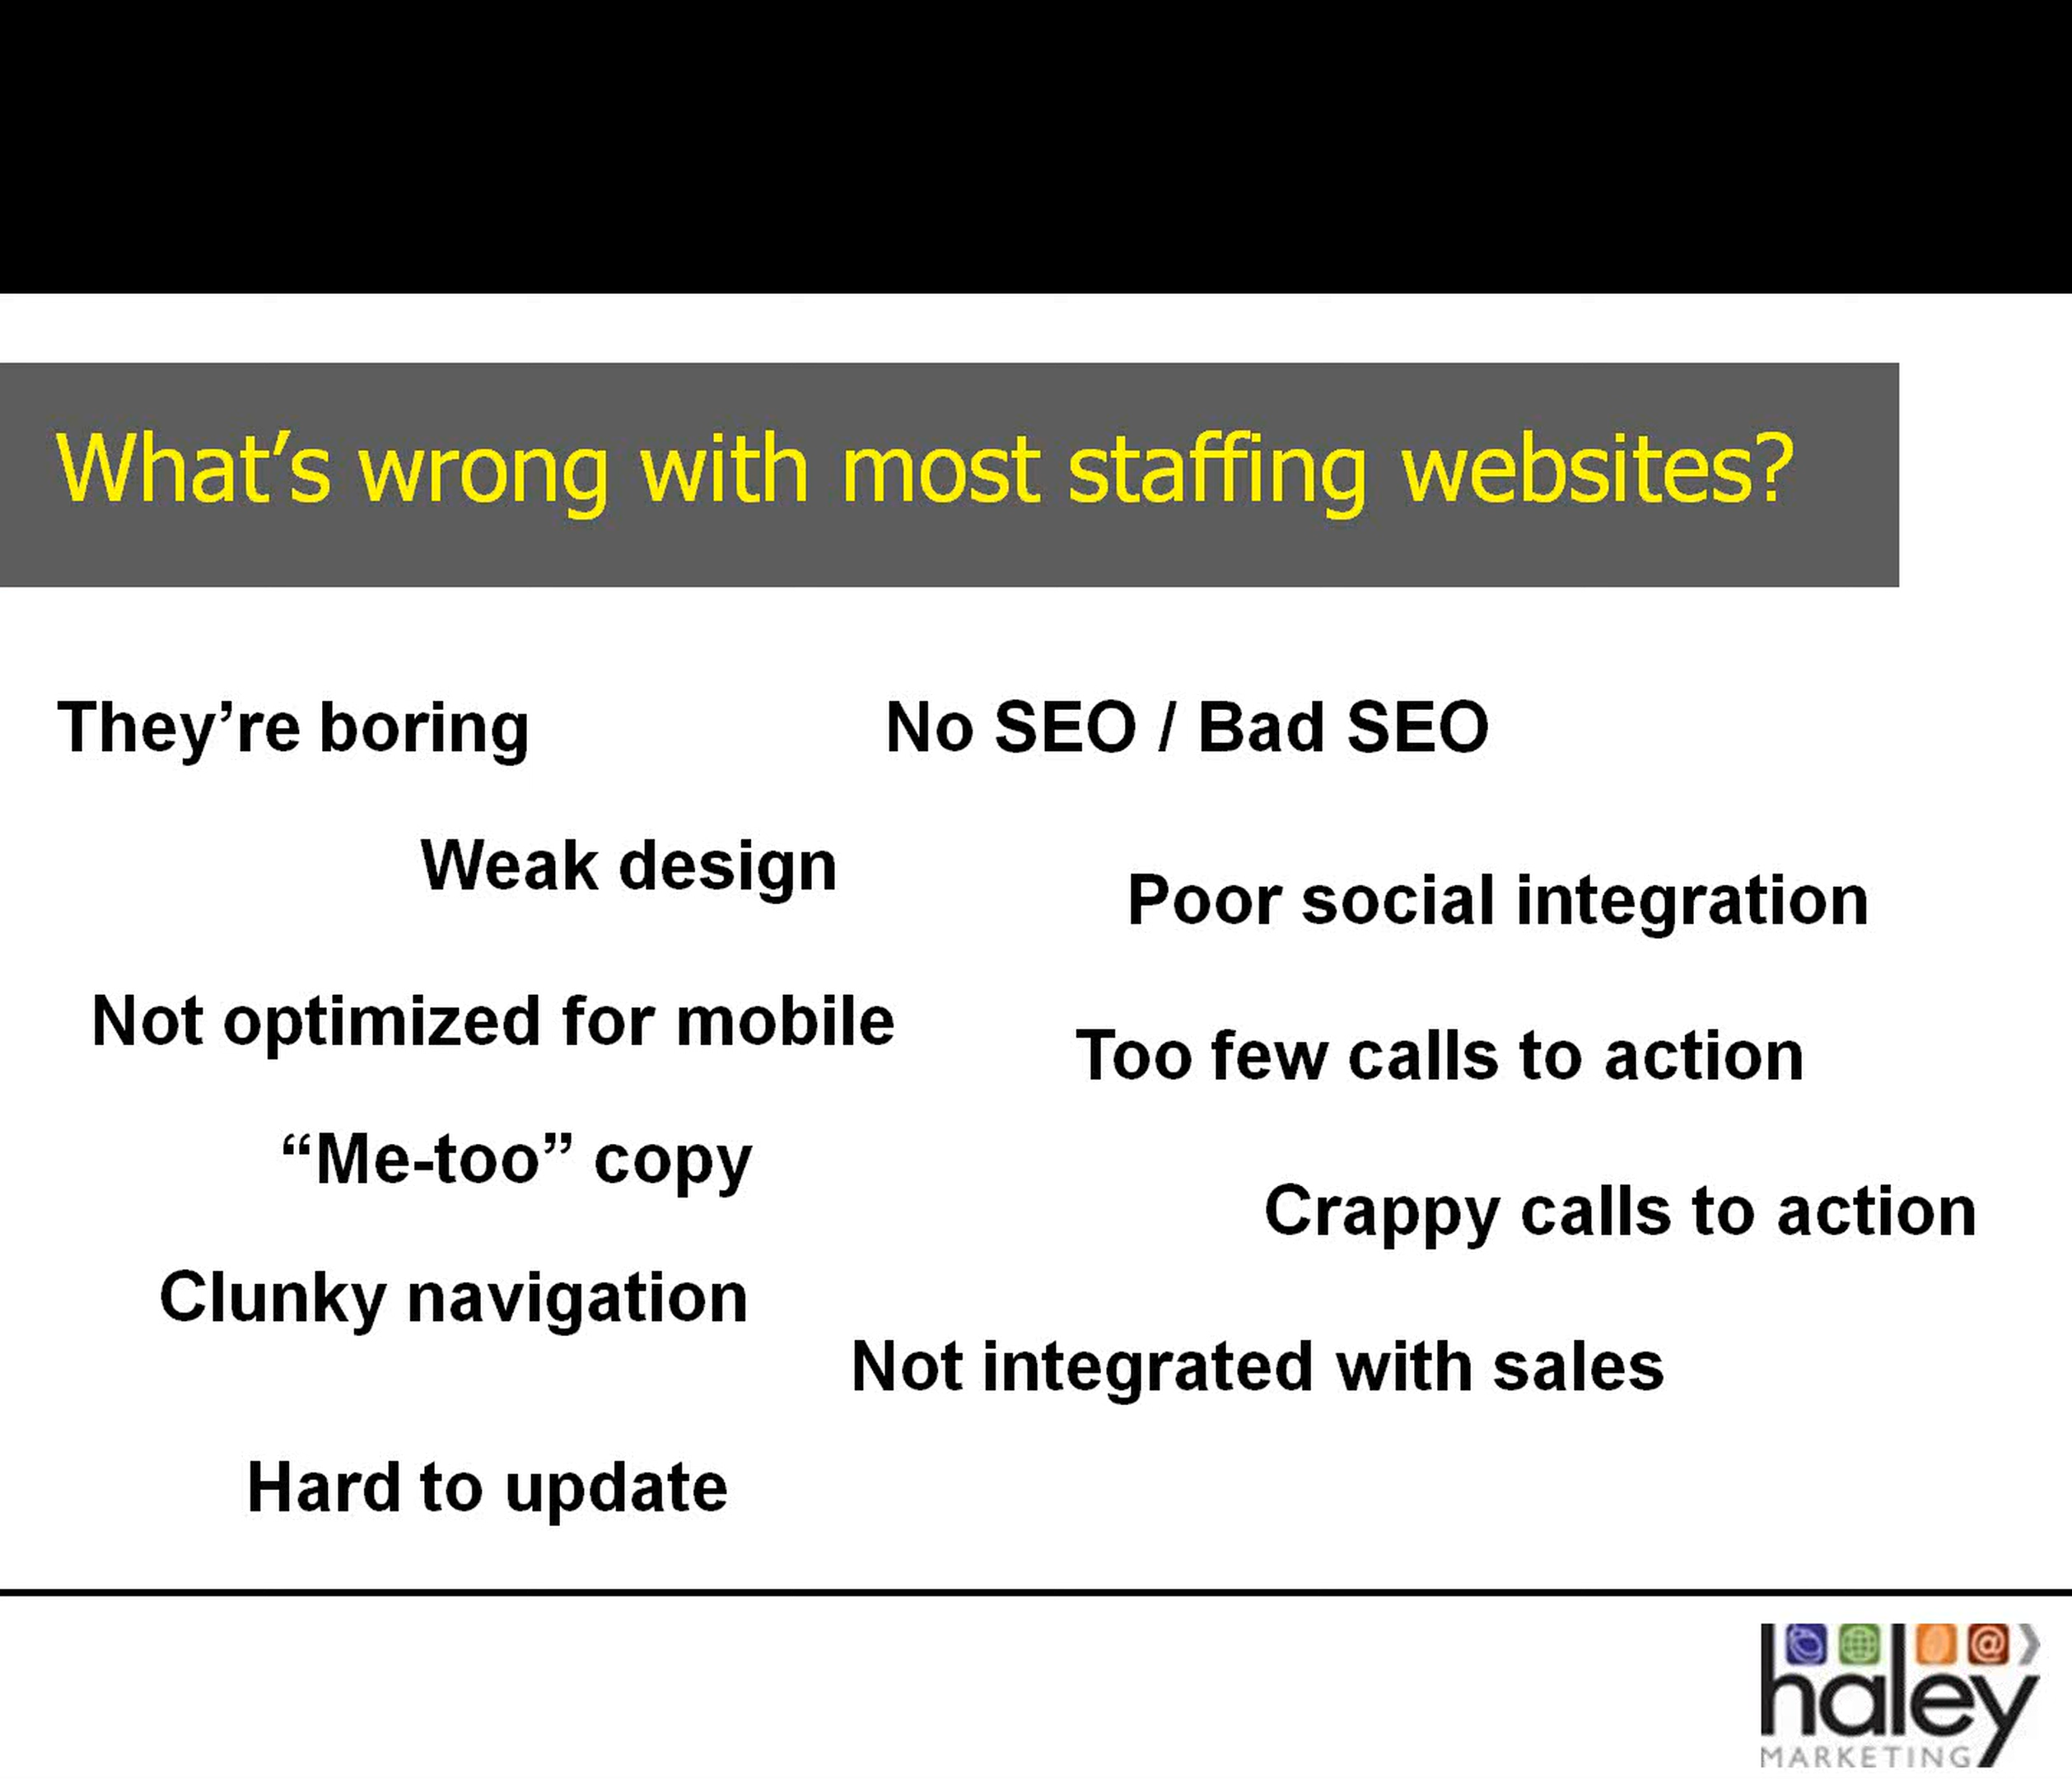 What’s wrong with most staffing websites?
They’re boring
No SEO / Bad SEO
Weak design
Poor social integration
Not optimized for mobile
Too few calls to action
“Me-too” copy
Crappy calls to action
Clunky navigation
Not integrated with sales
Hard to update
@
haley
MARKETING